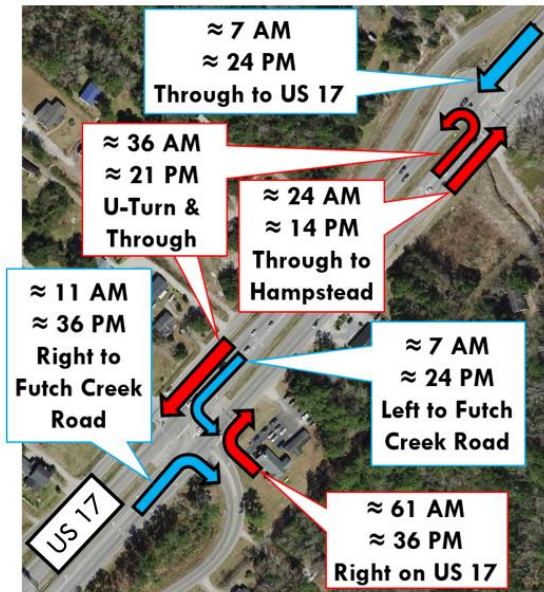 ≈ 7 AM
≈ 24 PM
Through to US 17
≈ 36 AM
≈ 21 PM
U-Turn &
Through
≈ 24 AM
≈ 14 PM
Through to
Hampstead
≈ 11 AM
≈ 36 PM
Right to
Futch Creek
Road
≈ 7 AM
≈ 24 PM
Left to Futch
Creek Road
US 17
≈ 61 AM
≈ 36 PM
Right on US 17